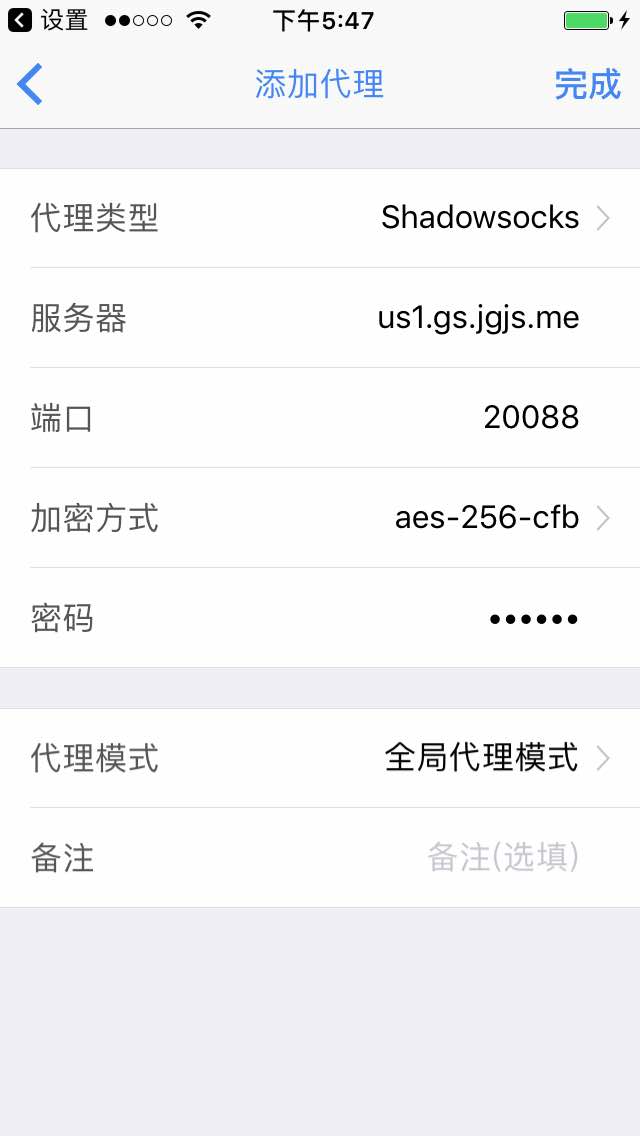 设置 下午5:47
添加代理 完成
代理类型 Shadowsocks
服务器 us1.gs.jgjs.me
端口 20088
加密方式 aes-256-cfb
密码 ••••••
代理模式 全局代理模式
备注 备注(选填)